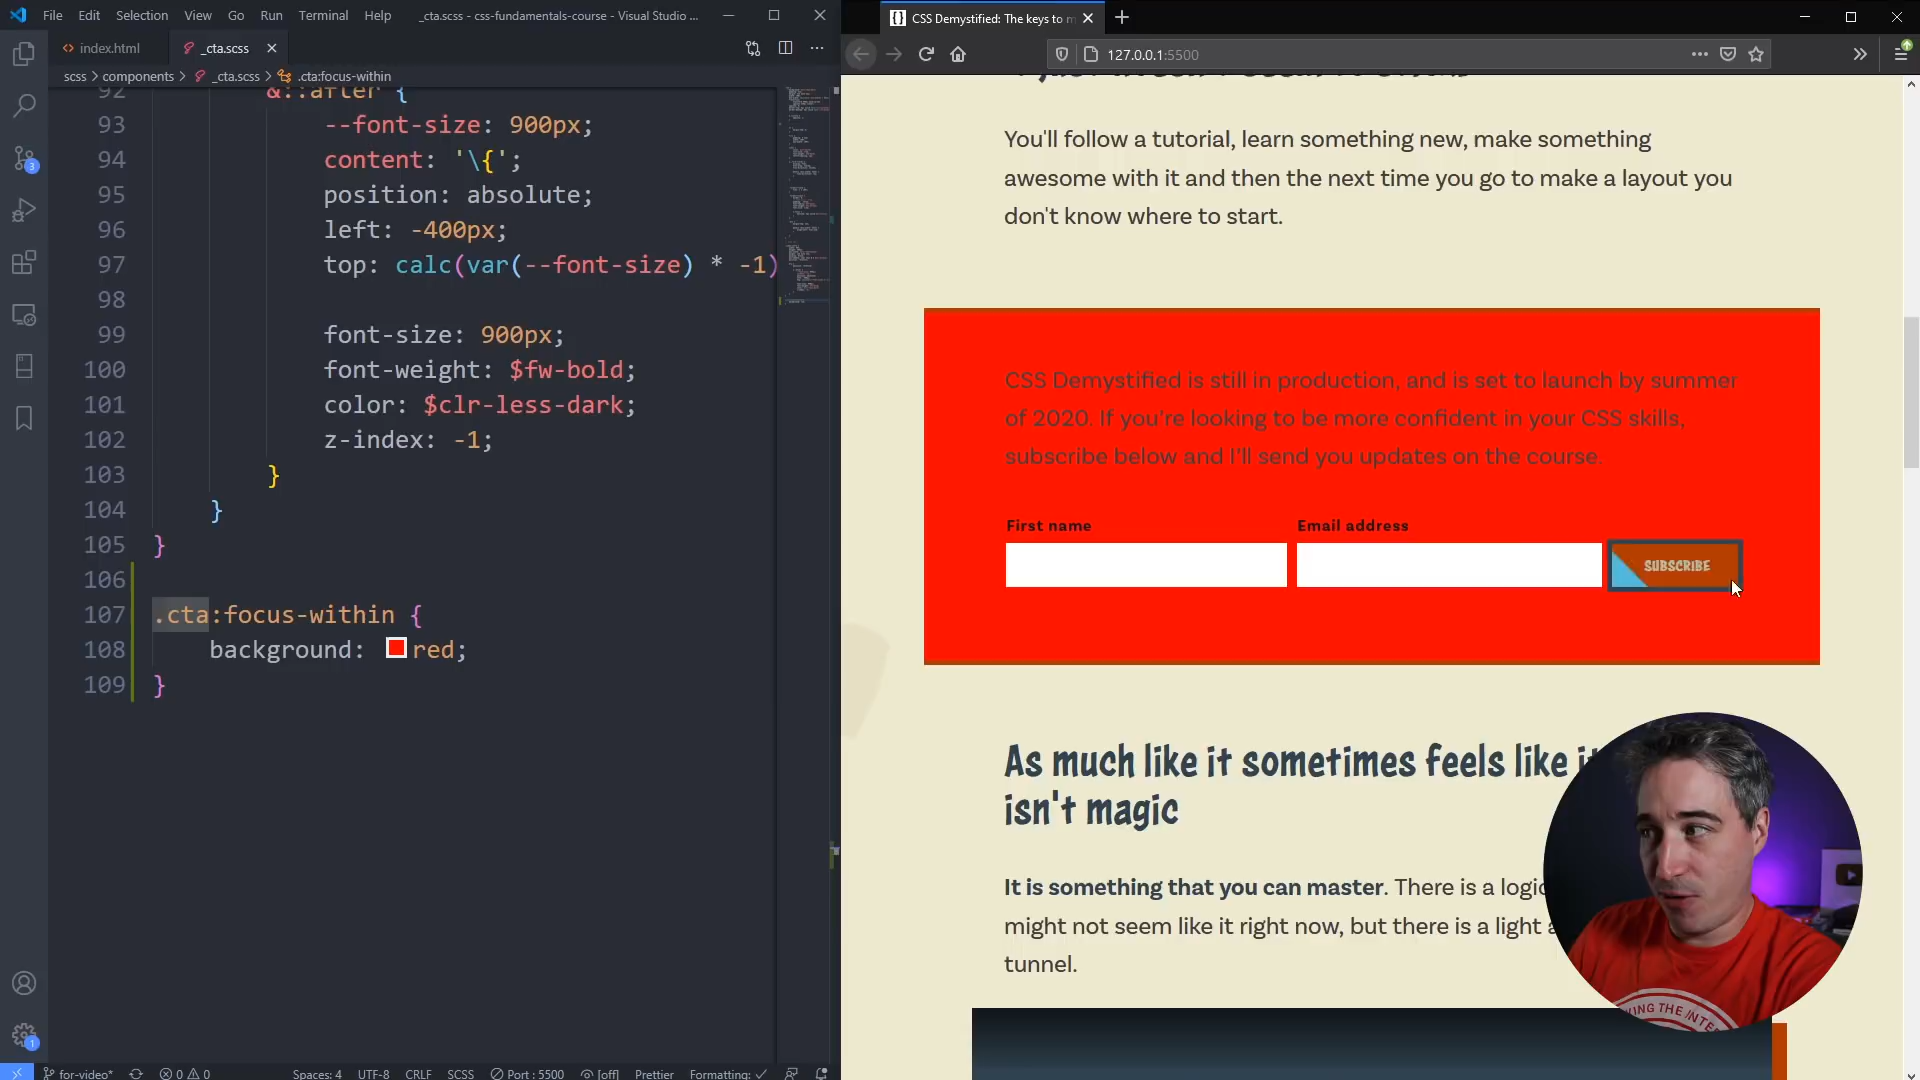 File Edit Selection View Go Run Terminal Help _cta.scss - css-fundamentals-course - Visual Studio ...
index.html _cta.scss
scss > components > _cta.scss > .cta:focus-within
92 &::after {
93 --font-size: 900px;
94 content: '\{';
95 position: absolute;
96 left: -400px;
97 top: calc(var(--font-size) * -1)
98
99 font-size: 900px;
100 font-weight: $fw-bold;
101 color: $clr-less-dark;
102 z-index: -1;
103 }
104 }
105 }
106
107 .cta:focus-within {
108 background: red;
109 }
3
1
for-video* 0 0 Spaces: 4 UTF-8 CRLF SCSS Port : 5500 [off] Prettier Formatting:
CSS Demystified: The keys to m
127.0.0.1:5500
You'll follow a tutorial, learn something new, make something
awesome with it and then the next time you go to make a layout you
don't know where to start.
CSS Demystified is still in production, and is set to launch by summer
of 2020. If you're looking to be more confident in your CSS skills,
subscribe below and I'll send you updates on the course.
First name Email address
SUBSCRIBE
As much like it sometimes feels like it
isn't magic
It is something that you can master. There is a logic
might not seem like it right now, but there is a light a
tunnel.
KING THE INTER